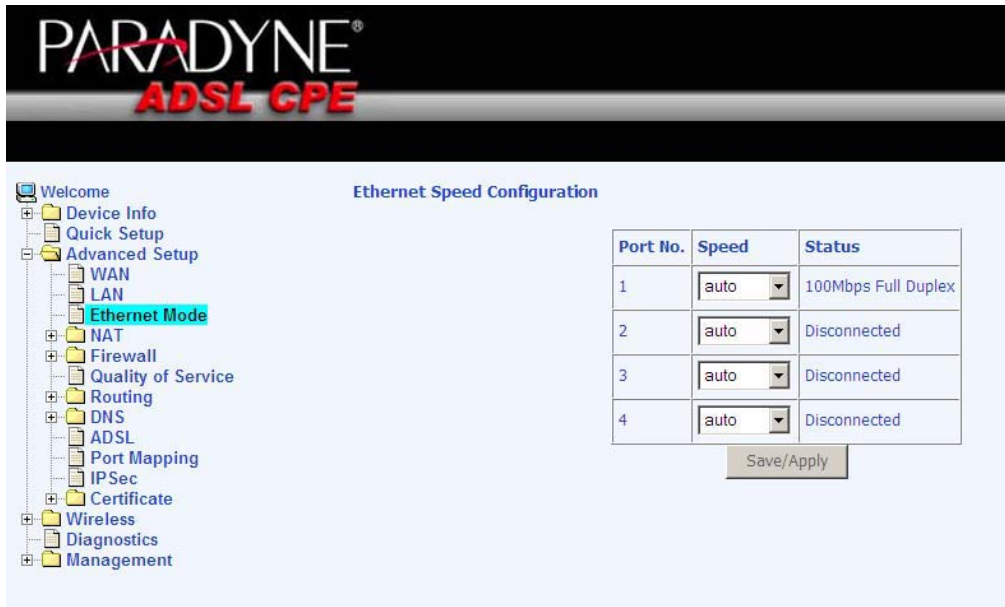 PARADYNE®
ADSL CPE
Welcome
Device Info
Quick Setup
Advanced Setup
WAN
LAN
Ethernet Mode
NAT
Firewall
Quality of Service
Routing
DNS
ADSL
Port Mapping
IPSec
Certificate
Wireless
Diagnostics
Management
Ethernet Speed Configuration
Port No. Speed Status
1 auto 100Mbps Full Duplex
2 auto Disconnected
3 auto Disconnected
4 auto Disconnected
Save/Apply